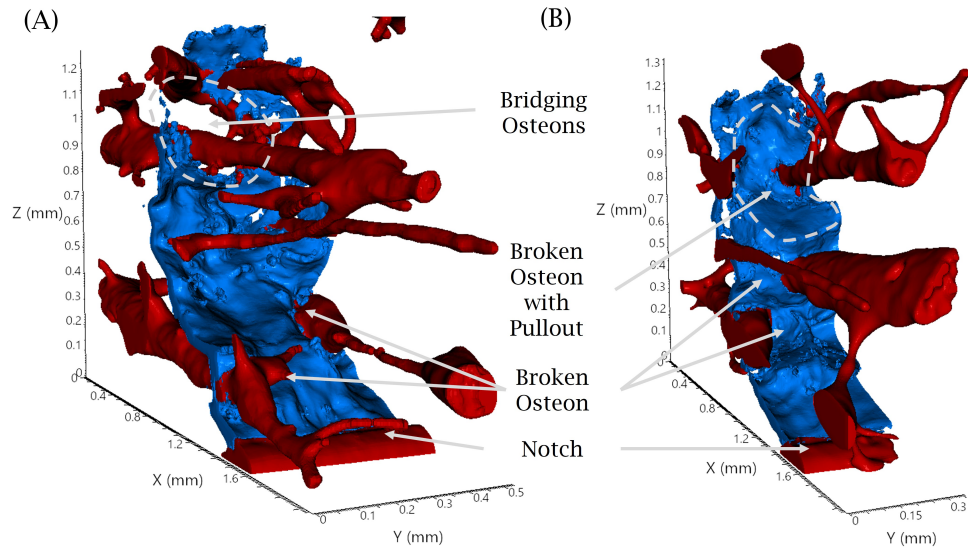 (A)
(B)
Bridging
Osteons
Broken
Osteon
with
Pullout
Broken
Osteon
Notch
Z (mm)
1.2
1.1
1
0.9
0.8
0.7
0.6
0.5
0.4
0.3
0.2
0.1
0
0.4
0.8
1.2
1.6
X (mm)
0
0.1
0.2
0.3
0.4
0.5
Y (mm)
Z (mm)
1.3
1.2
1.1
1
0.9
0.8
0.7
0.6
0.5
0.4
0.3
0.2
0.1
0
0.4
0.8
1.2
1.6
X (mm)
0
0.15
0.3
Y (mm)